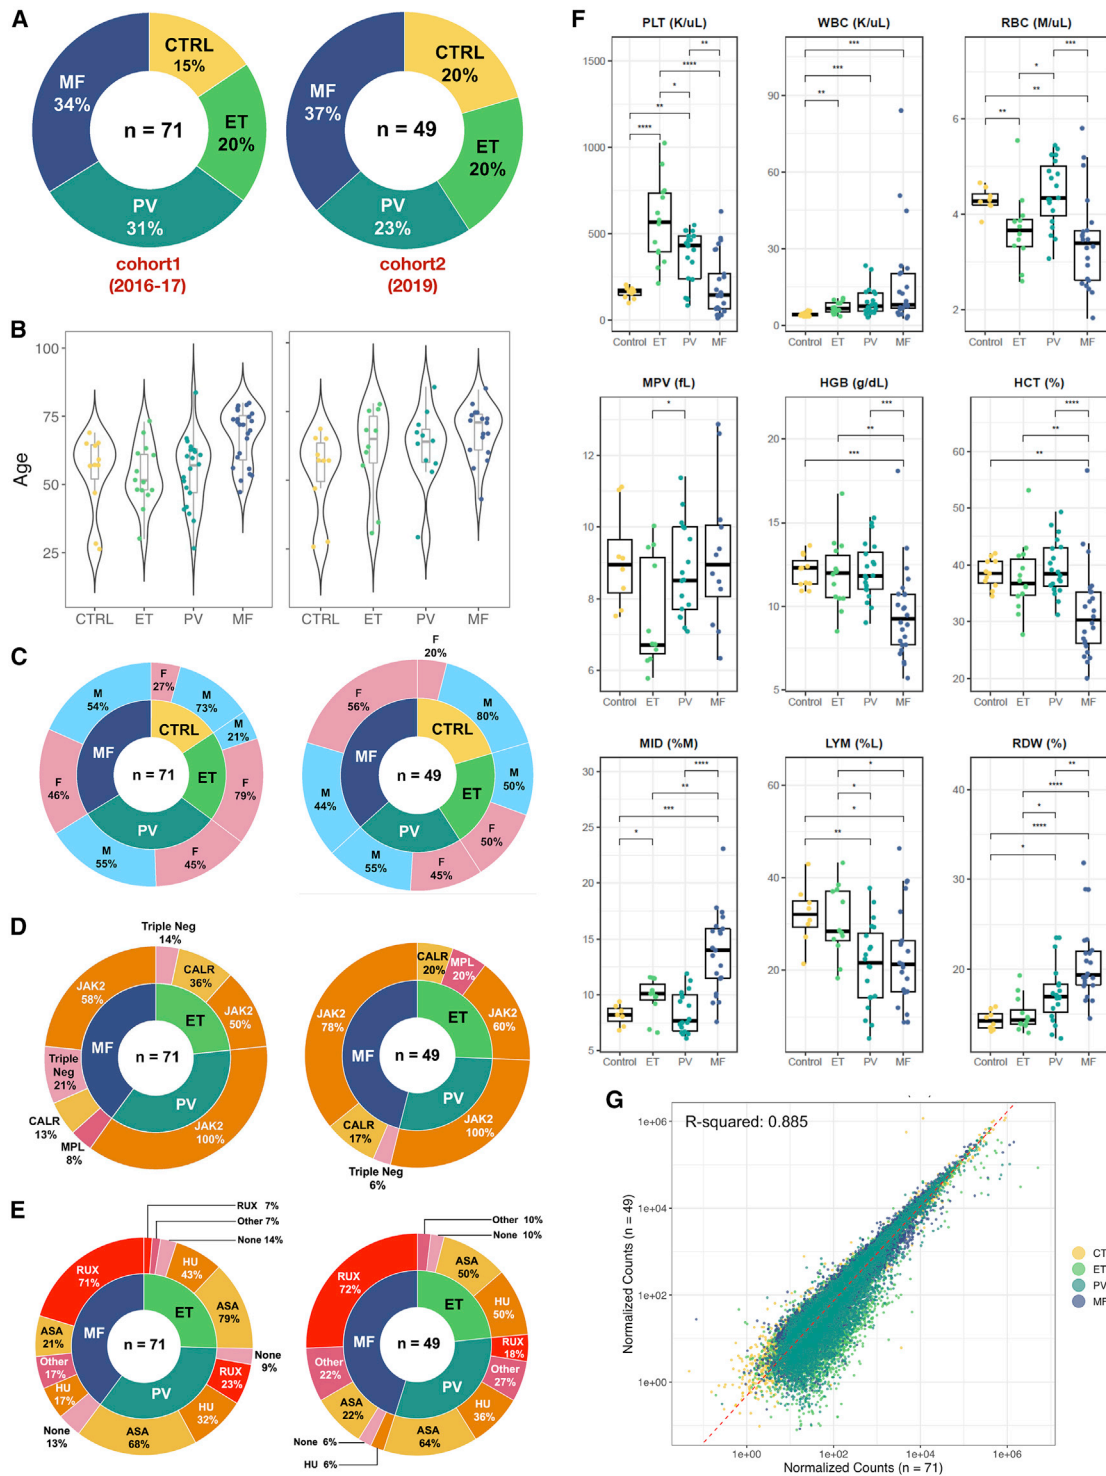 A
MF
34%
CTRL
15%
ET
20%
PV
31%
n = 71
cohort1
(2016-17)
MF
37%
CTRL
20%
ET
20%
PV
23%
n = 49
cohort2
(2019)
B
Age
100
75
50
25
CTRL ET PV MF
CTRL ET PV MF
C
F
27%
M
73%
M
21%
F
79%
F
45%
M
55%
F
46%
M
54%
CTRL
ET
PV
MF
n = 71
F
20%
M
80%
M
50%
F
50%
F
45%
M
55%
M
44%
F
56%
CTRL
ET
PV
MF
n = 49
D
Triple Neg
14%
CALR
36%
JAK2
50%
JAK2
100%
MPL
8%
CALR
13%
Triple
Neg
21%
JAK2
58%
ET
PV
MF
n = 71
CALR
20%
MPL
20%
JAK2
60%
JAK2
100%
Triple Neg
6%
CALR
17%
JAK2
78%
ET
PV
MF
n = 49
E
RUX 7%
Other 7%
None 14%
HU
43%
ASA
79%
None
9%
RUX
23%
HU
32%
ASA
68%
None
13%
HU
17%
Other
17%
ASA
21%
RUX
71%
ET
PV
MF
n = 71
Other 10%
None 10%
ASA
50%
HU
50%
RUX
18%
Other
27%
HU
36%
ASA
64%
HU 6%
None 6%
ASA
22%
Other
22%
RUX
72%
ET
PV
MF
n = 49
F
PLT (K/uL)
1500
1000
500
0
**
****
*
**
****
Control ET PV MF
WBC (K/uL)
90
60
30
0
***
***
**
Control ET PV MF
RBC (M/uL)
6
4
2
***
*
**
**
Control ET PV MF
MPV (fL)
12
10
8
6
*
Control ET PV MF
HGB (g/dL)
20
15
10
5
***
**
***
Control ET PV MF
HCT (%)
50
40
30
20
****
**
**
Control ET PV MF
MID (%M)
30
25
20
15
10
5
****
**
***
*
Control ET PV MF
LYM (%L)
60
40
20
*
*
*
**
Control ET PV MF
RDW (%)
40
30
20
10
**
****
*
****
*
Control ET PV MF
G
R-squared: 0.885
Normalized Counts (n = 49)
1e+06
1e+04
1e+02
1e+00
1e+00 1e+02 1e+04 1e+06
Normalized Counts (n = 71)
CT
ET
PV
MF